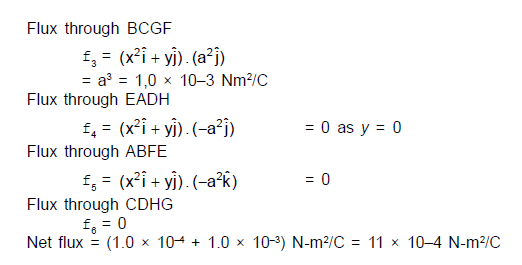 Flux through BCGF
f₃ = (x²î + yĵ).(a²ĵ)
= a³ = 1,0 × 10–3 Nm²/C
Flux through EADH
f₄ = (x²î + yĵ).(–a²ĵ) = 0 as y = 0
Flux through ABFE
f₅ = (x²î + yĵ).(–a²k̂) = 0
Flux through CDHG
f₆ = 0
Net flux = (1.0 × 10⁻⁴ + 1.0 × 10⁻³) N-m²/C = 11 × 10–4 N-m²/C